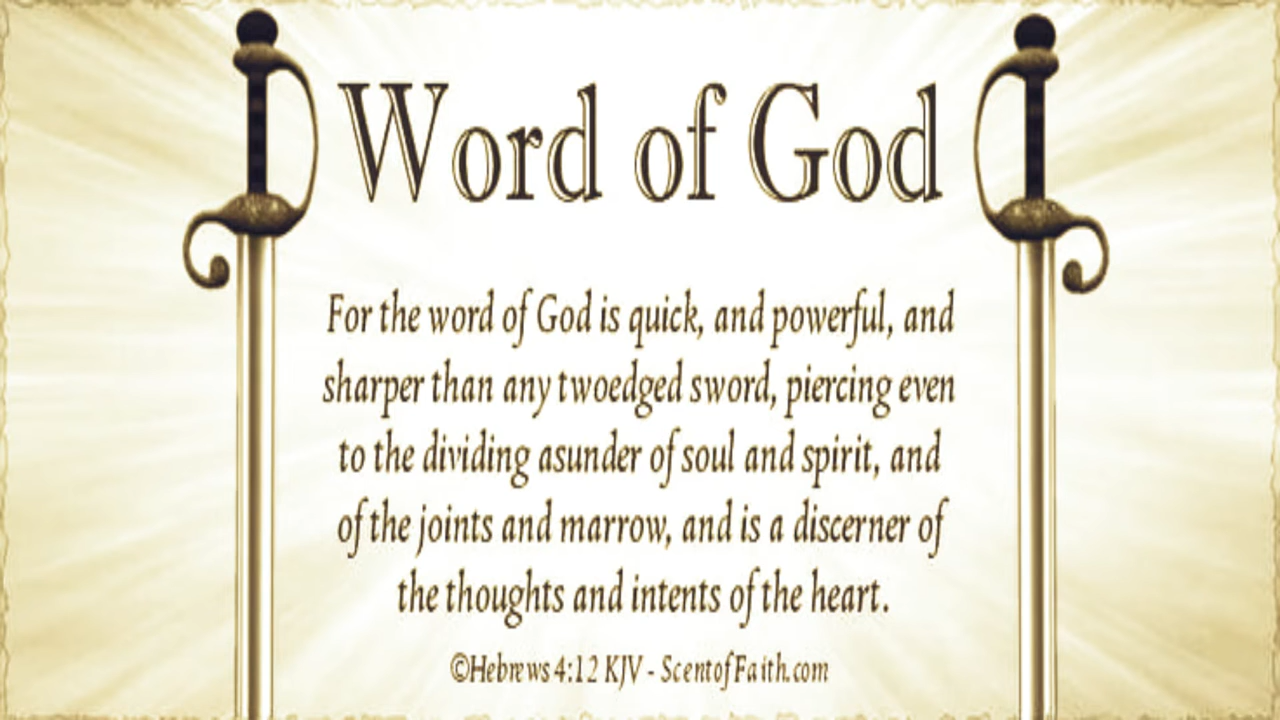 Word of God
For the word of God is quick, and powerful, and
sharper than any twoedged sword, piercing even
to the dividing asunder of soul and spirit, and
of the joints and marrow, and is a discerner of
the thoughts and intents of the heart.
©Hebrews 4:12 KJV - ScentofFaith.com